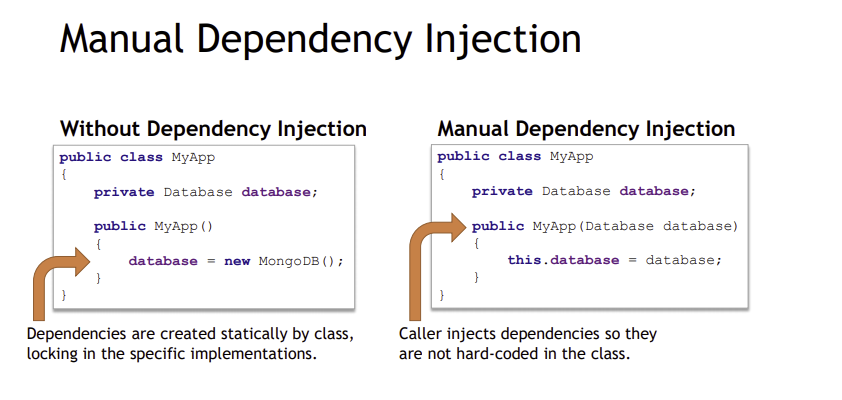 Manual Dependency Injection
Without Dependency Injection
public class MyApp
{
private Database database;
public MyApp()
{
database = new MongoDB();
}
}
Dependencies are created statically by class,
locking in the specific implementations.
Manual Dependency Injection
public class MyApp
{
private Database database;
public MyApp(Database database)
{
this.database = database;
}
}
Caller injects dependencies so they
are not hard-coded in the class.